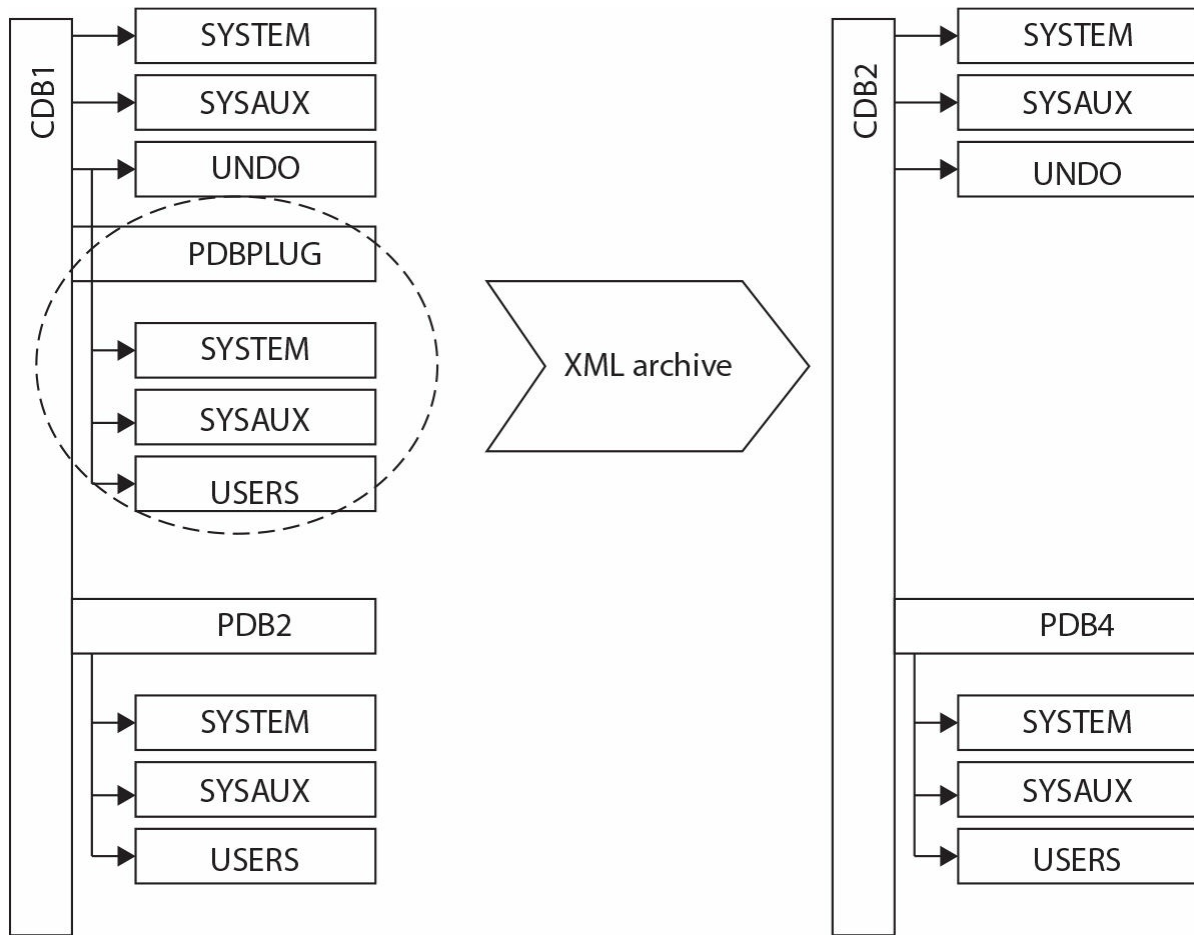 CDB1
SYSTEM
SYSAUX
UNDO
PDBPLUG
SYSTEM
SYSAUX
USERS
PDB2
SYSTEM
SYSAUX
USERS
XML archive
CDB2
SYSTEM
SYSAUX
UNDO
PDB4
SYSTEM
SYSAUX
USERS